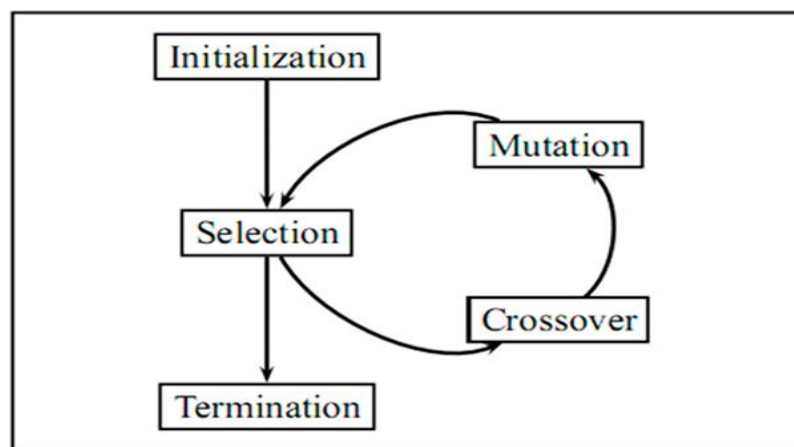 Initialization
Mutation
Selection
Crossover
Termination